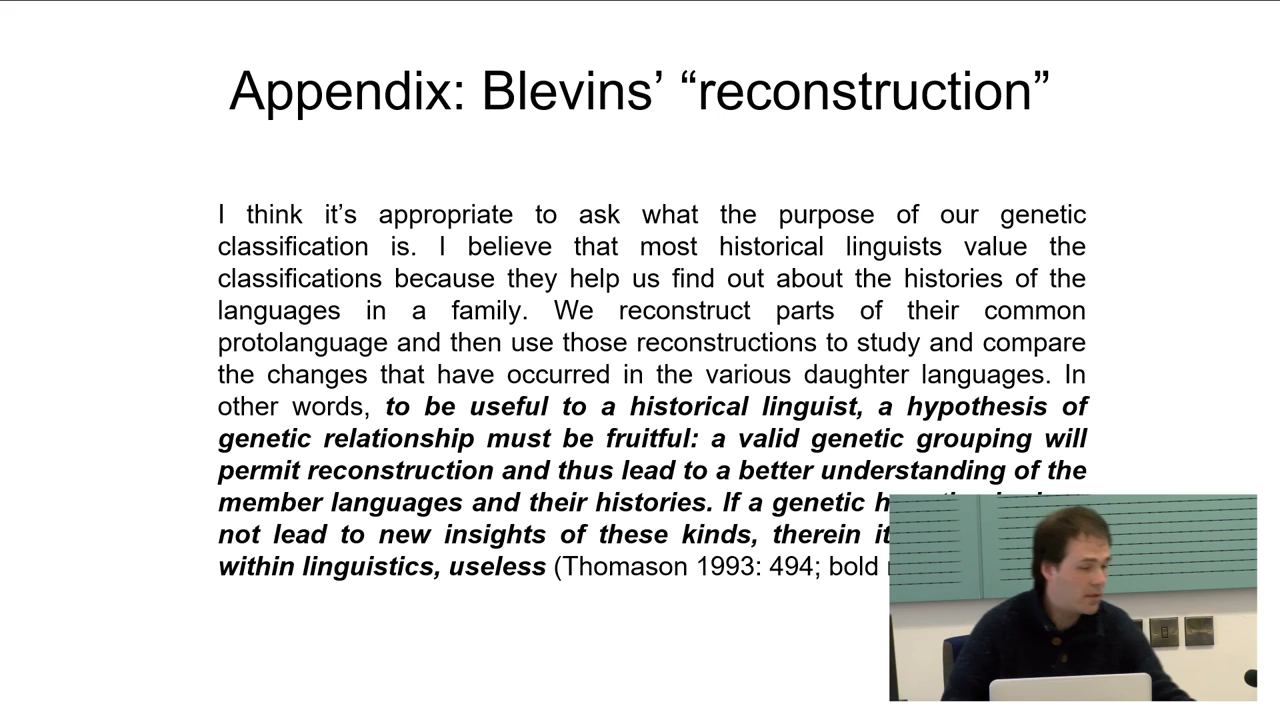 Appendix: Blevins’ “reconstruction”
I think it’s appropriate to ask what the purpose of our genetic
classification is. I believe that most historical linguists value the
classifications because they help us find out about the histories of the
languages in a family. We reconstruct parts of their common
protolanguage and then use those reconstructions to study and compare
the changes that have occurred in the various daughter languages. In
other words, to be useful to a historical linguist, a hypothesis of
genetic relationship must be fruitful: a valid genetic grouping will
permit reconstruction and thus lead to a better understanding of the
member languages and their histories. If a genetic
not lead to new insights of these kinds, therein
within linguistics, useless (Thomason 1993: 494; bold